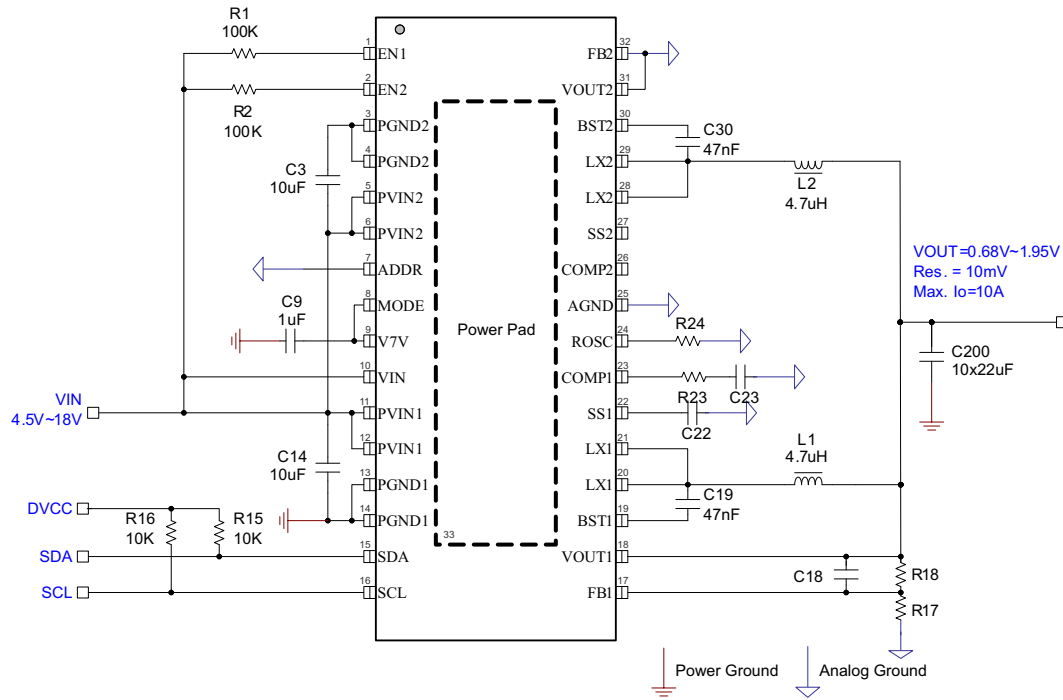 R1
100K
R2
100K
C3
10uF
C9
1uF
VIN
4.5V~18V
C14
10uF
DVCC
R16
10K
R15
10K
SDA
SCL
1
EN1
2
EN2
3
PGND2
4
PGND2
5
PVIN2
6
PVIN2
7
ADDR
8
MODE
9
V7V
10
VIN
11
PVIN1
12
PVIN1
13
PGND1
14
PGND1
15
SDA
16
SCL
Power Pad
33
32
FB2
31
VOUT2
30
BST2
29
LX2
28
LX2
27
SS2
26
COMP2
25
AGND
24
ROSC
23
COMP1
22
SS1
21
LX1
20
LX1
19
BST1
18
VOUT1
17
FB1
C30
47nF
L2
4.7uH
VOUT=0.68V~1.95V
Res. = 10mV
Max. Io=10A
R24
R23
C23
C22
C200
10x22uF
L1
4.7uH
C19
47nF
C18
R18
R17
Power Ground
Analog Ground